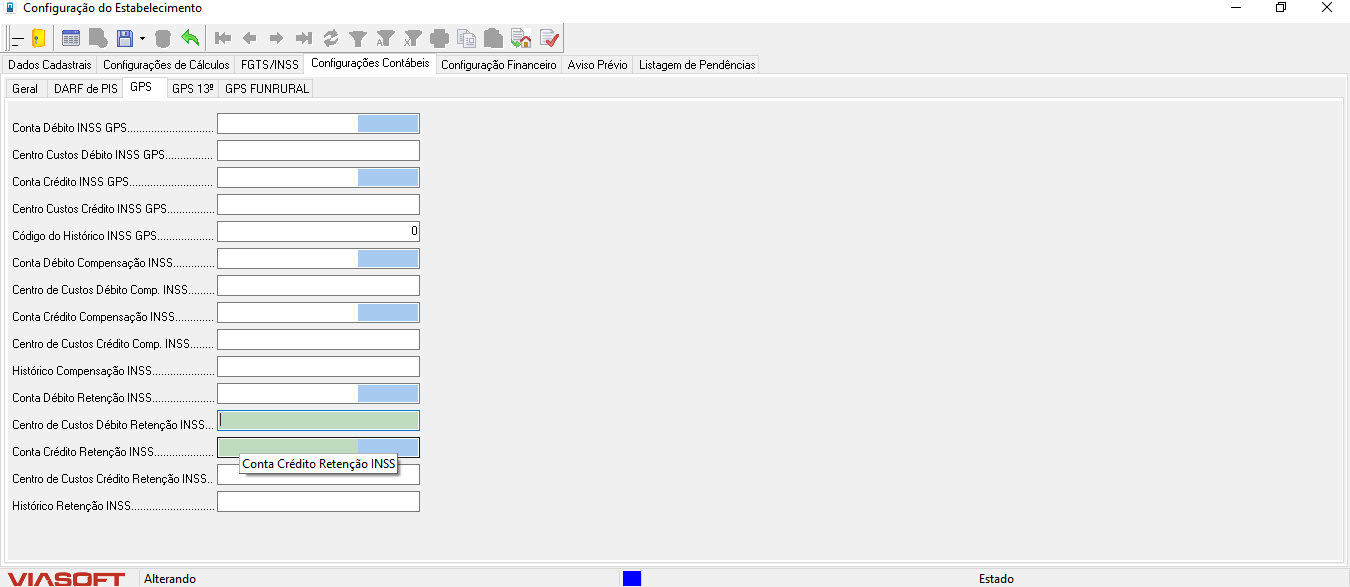 Configuração do Estabelecimento
Dados Cadastrais Configurações de Cálculos FGTS/INSS Configurações Contábeis Configuração Financeiro Aviso Prévio Listagem de Pendências
Geral DARF de PIS GPS GPS 13º GPS FUNRURAL
Conta Débito INSS GPS.............................
Centro Custos Débito INSS GPS................
Conta Crédito INSS GPS............................
Centro Custos Crédito INSS GPS...............
Código do Histórico INSS GPS................... 0
Conta Débito Compensação INSS..............
Centro de Custos Débito Comp. INSS.........
Conta Crédito Compensação INSS.............
Centro de Custos Crédito Comp. INSS........
Histórico Compensação INSS.....................
Conta Débito Retenção INSS.....................
Centro de Custos Débito Retenção INSS...
Conta Crédito Retenção INSS....................
Conta Crédito Retenção INSS
Centro de Custos Crédito Retenção INSS..
Histórico Retenção INSS............................
VIASOFT Alterando Estado